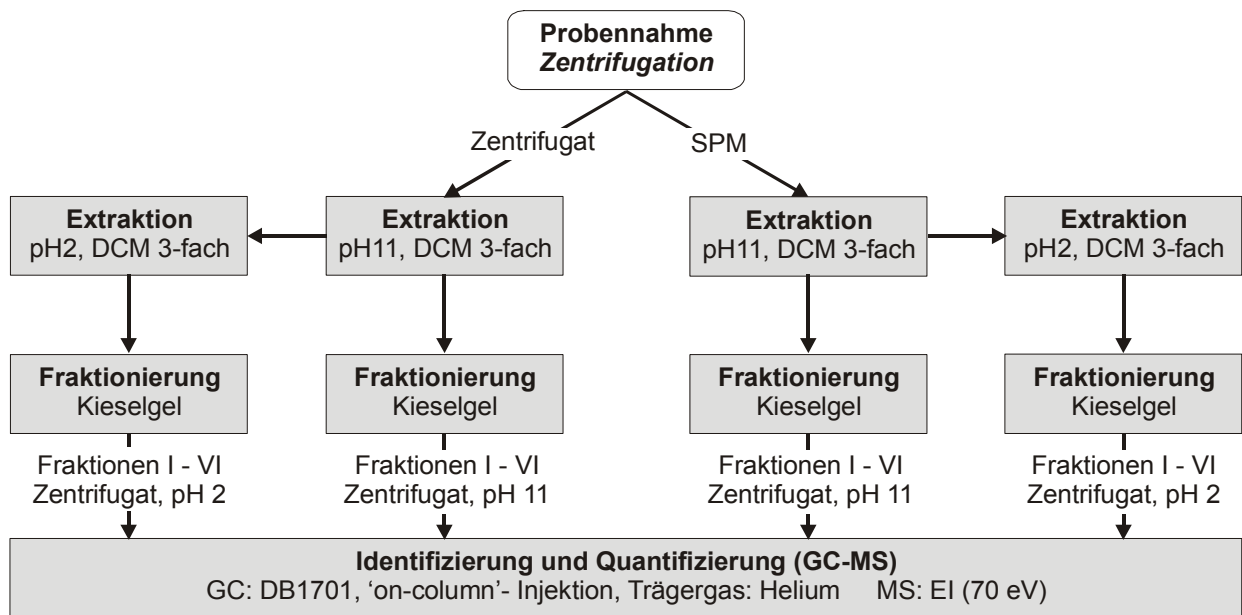 Probennahme
Zentrifugation
Zentrifugat
SPM
Extraktion
pH2, DCM 3-fach
Extraktion
pH11, DCM 3-fach
Extraktion
pH11, DCM 3-fach
Extraktion
pH2, DCM 3-fach
Fraktionierung
Kieselgel
Fraktionierung
Kieselgel
Fraktionierung
Kieselgel
Fraktionierung
Kieselgel
Fraktionen I - VI
Zentrifugat, pH 2
Fraktionen I - VI
Zentrifugat, pH 11
Fraktionen I - VI
Zentrifugat, pH 11
Fraktionen I - VI
Zentrifugat, pH 2
Identifizierung und Quantifizierung (GC-MS)
GC: DB1701, ‘on-column’- Injektion, Trägergas: Helium MS: EI (70 eV)